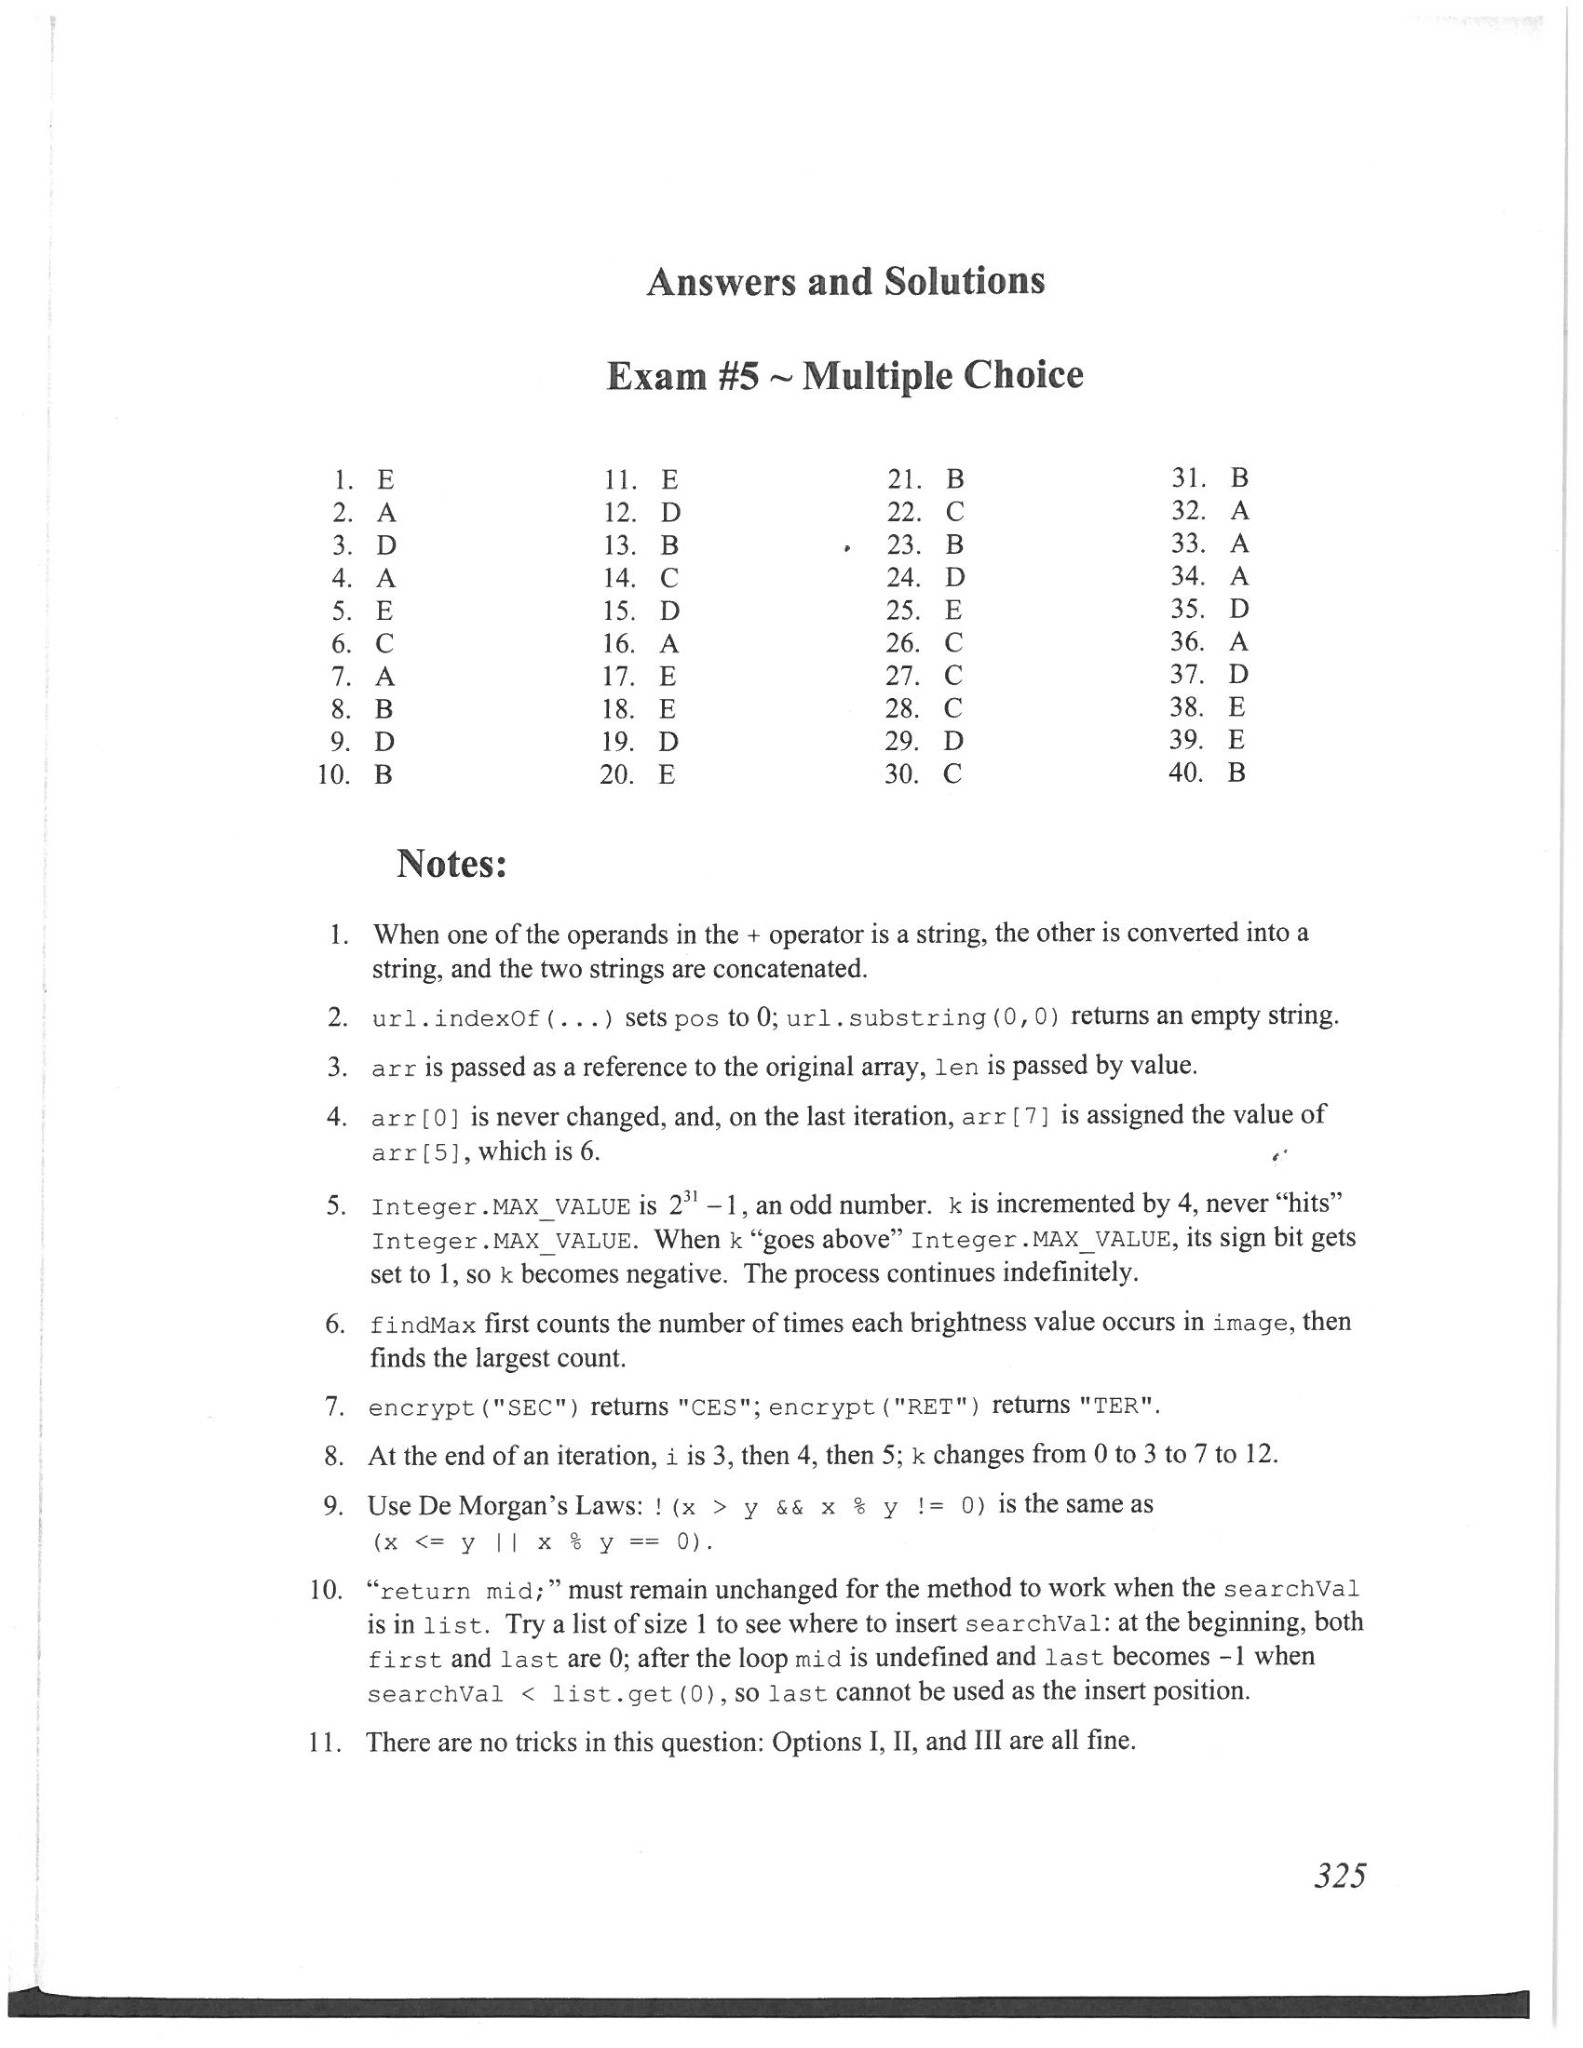 Answers and Solutions
Exam #5 ~ Multiple Choice
1. E 11. E 21. B 31. B
2. A 12. D 22. C 32. A
3. D 13. B 23. B 33. A
4. A 14. C 24. D 34. A
5. E 15. D 25. E 35. D
6. C 16. A 26. C 36. A
7. A 17. E 27. C 37. D
8. B 18. E 28. C 38. E
9. D 19. D 29. D 39. E
10. B 20. E 30. C 40. B
Notes:
1. When one of the operands in the + operator is a string, the other is converted into a
string, and the two strings are concatenated.
2. url.indexOf(...) sets pos to 0; url.substring(0,0) returns an empty string.
3. arr is passed as a reference to the original array, len is passed by value.
4. arr[0] is never changed, and, on the last iteration, arr[7] is assigned the value of
arr[5], which is 6.
5. Integer.MAX_VALUE is 2³¹ – 1, an odd number. k is incremented by 4, never “hits”
Integer.MAX_VALUE. When k “goes above” Integer.MAX_VALUE, its sign bit gets
set to 1, so k becomes negative. The process continues indefinitely.
6. findMax first counts the number of times each brightness value occurs in image, then
finds the largest count.
7. encrypt("SEC") returns "CES"; encrypt("RET") returns "TER".
8. At the end of an iteration, i is 3, then 4, then 5; k changes from 0 to 3 to 7 to 12.
9. Use De Morgan’s Laws: !(x > y && x % y != 0) is the same as
(x <= y || x % y == 0).
10. “return mid;” must remain unchanged for the method to work when the searchVal
is in list. Try a list of size 1 to see where to insert searchVal: at the beginning, both
first and last are 0; after the loop mid is undefined and last becomes –1 when
searchVal < list.get(0), so last cannot be used as the insert position.
11. There are no tricks in this question: Options I, II, and III are all fine.
325